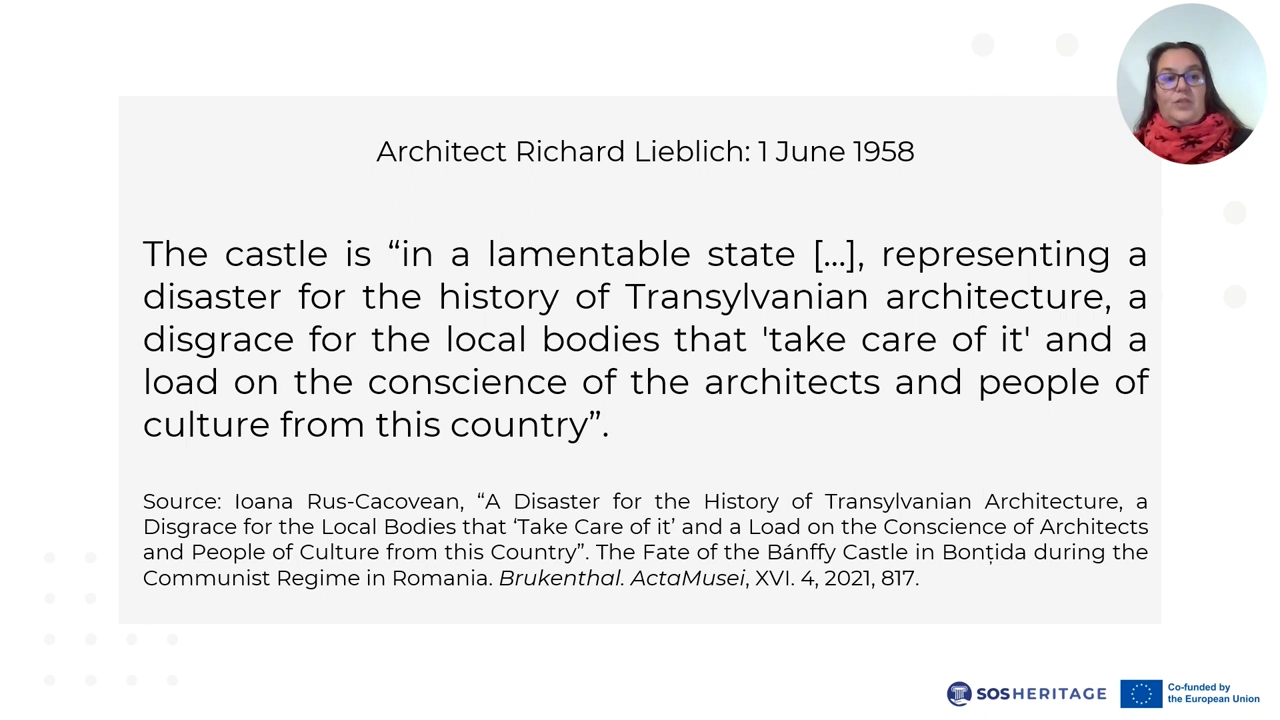 Architect Richard Lieblich: 1 June 1958
The castle is “in a lamentable state [...], representing a
disaster for the history of Transylvanian architecture, a
disgrace for the local bodies that 'take care of it' and a
load on the conscience of the architects and people of
culture from this country”.
Source: Ioana Rus-Cacovean, “A Disaster for the History of Transylvanian Architecture, a
Disgrace for the Local Bodies that ‘Take Care of it’ and a Load on the Conscience of Architects
and People of Culture from this Country”. The Fate of the Bánffy Castle in Bonțida during the
Communist Regime in Romania. Brukenthal. ActaMusei, XVI. 4, 2021, 817.
SOSHERITAGE
Co-funded by
the European Union